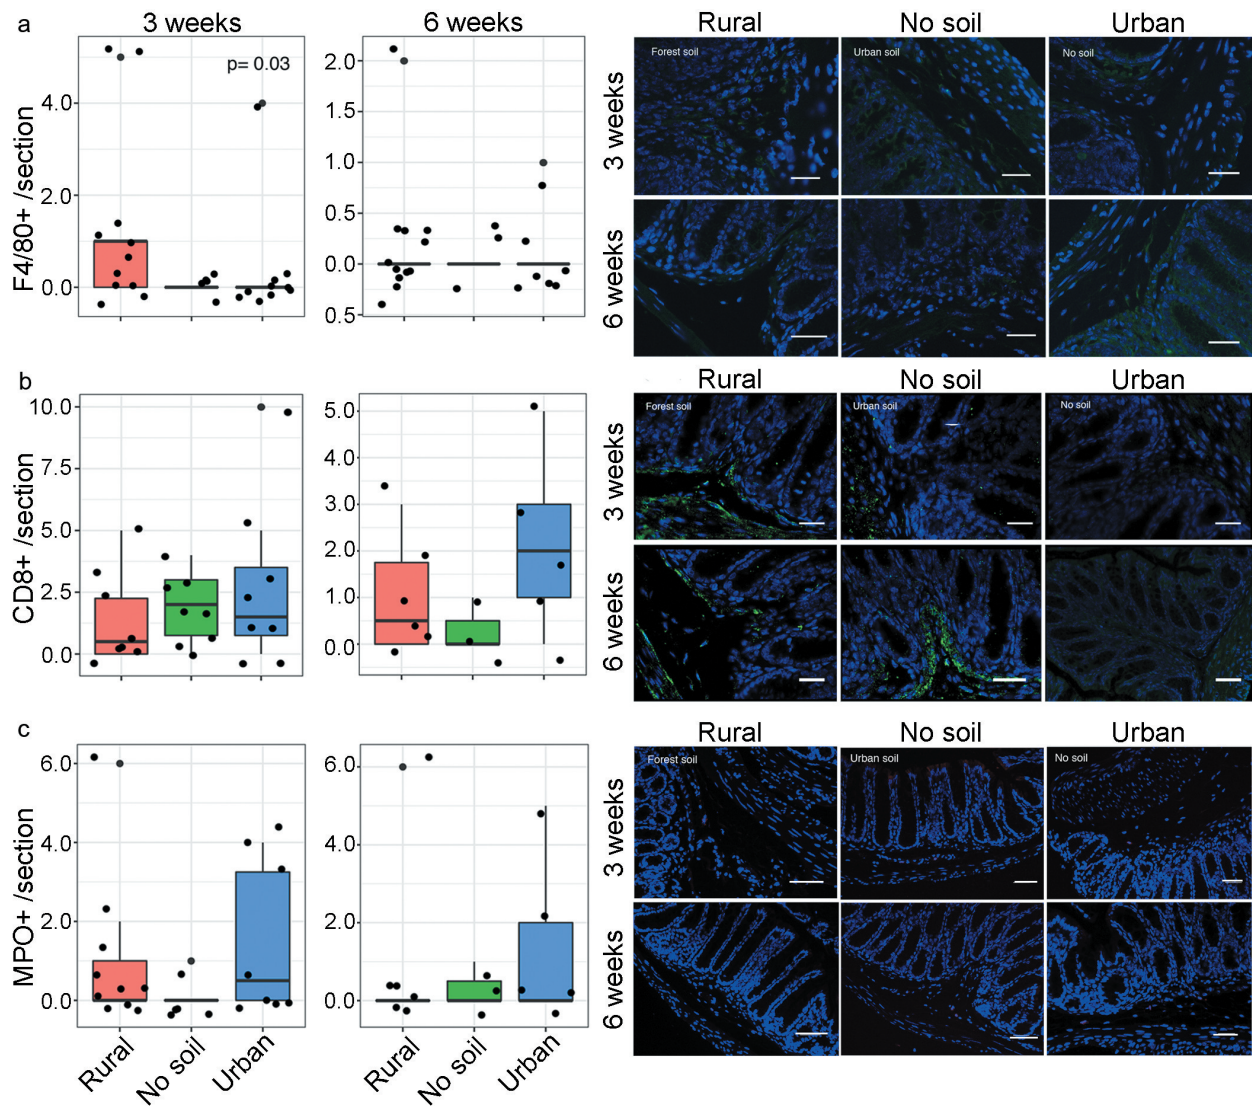 a
3 weeks
6 weeks
F4/80+ /section
4.0
2.0
0.0
p= 0.03
2.0
1.0
0.5
0.0
0.5
Rural
No soil
Urban
3 weeks
Forest soil
Urban soil
No soil
6 weeks
b
CD8+ /section
10.0
7.5
5.0
2.5
0.0
5.0
4.0
3.0
2.0
1.0
0.0
Rural
No soil
Urban
3 weeks
Forest soil
Urban soil
No soil
6 weeks
c
MPO+ /section
6.0
4.0
2.0
0.0
6.0
4.0
2.0
0.0
Rural
No soil
Urban
Rural
No soil
Urban
Rural
No soil
Urban
3 weeks
Forest soil
Urban soil
No soil
6 weeks